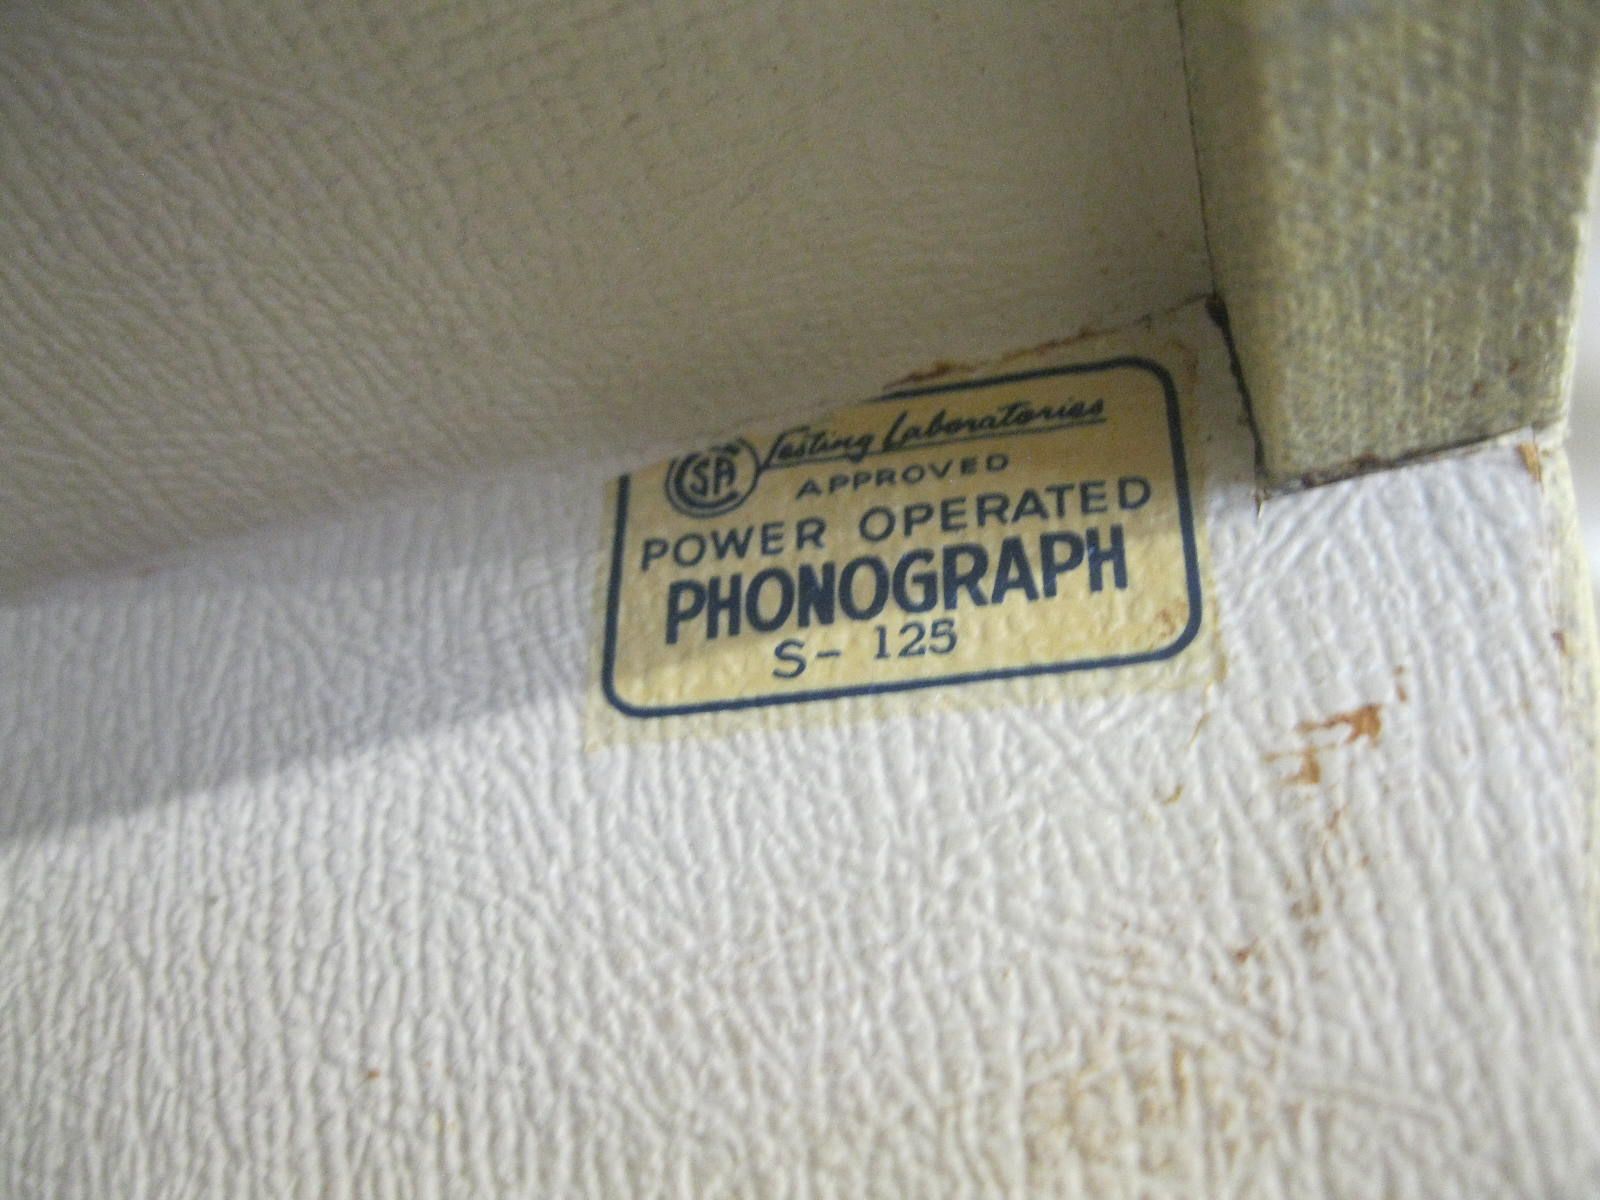 CSA Testing Laboratories
APPROVED
POWER OPERATED
PHONOGRAPH
S- 125